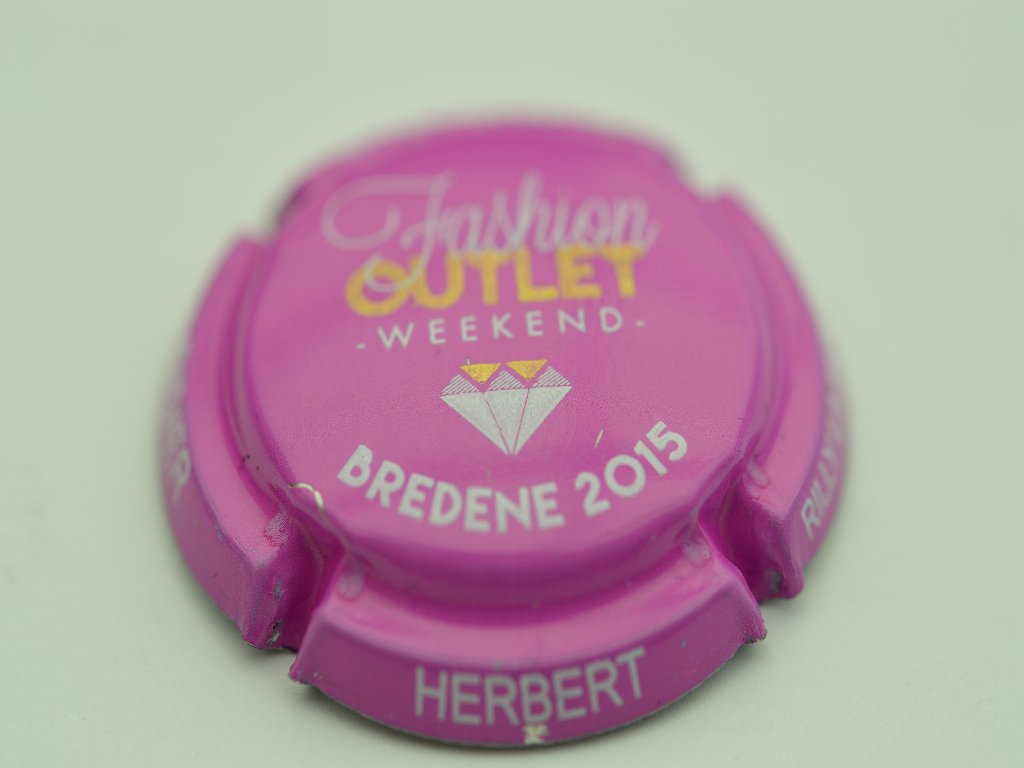 Fashion
OUTLET
-WEEKEND-
BREDENE 2015
HERBERT